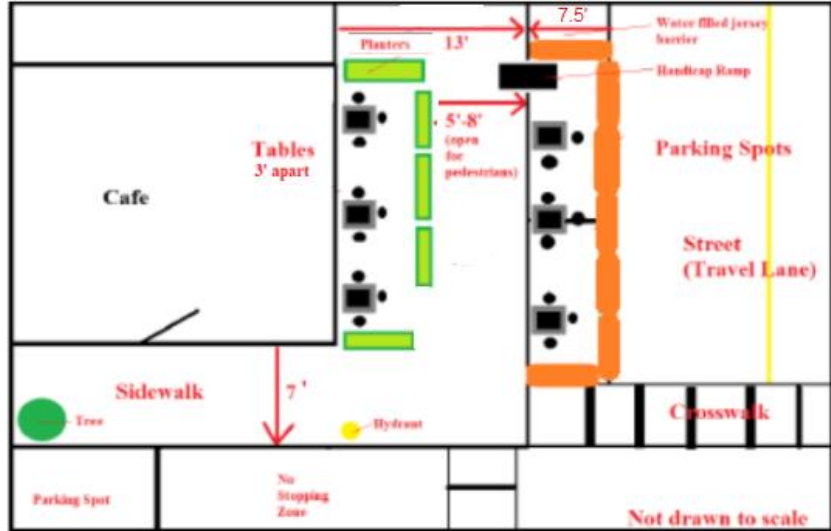 7.5'
Water filled jersey
barrier
Planters
13'
Handicap Ramp
5'-8'
(open
for
pedestrians)
Tables
3' apart
Parking Spots
Cafe
Street
(Travel Lane)
Sidewalk
7'
Tree
Hydrant
Crosswalk
Parking Spot
No
Stopping
Zone
Not drawn to scale